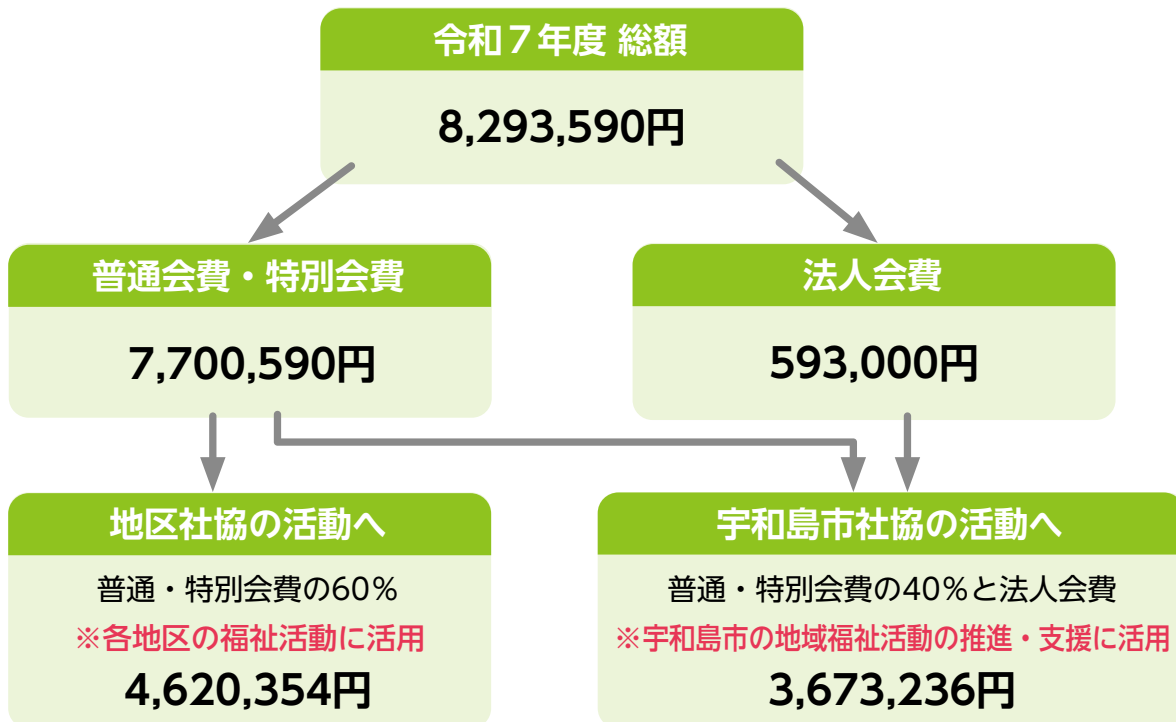 令和７年度 総額
8,293,590円
普通会費・特別会費
7,700,590円
法人会費
593,000円
地区社協の活動へ
普通・特別会費の60％
※各地区の福祉活動に活用
4,620,354円
宇和島市社協の活動へ
普通・特別会費の40％と法人会費
※宇和島市の地域福祉活動の推進・支援に活用
3,673,236円